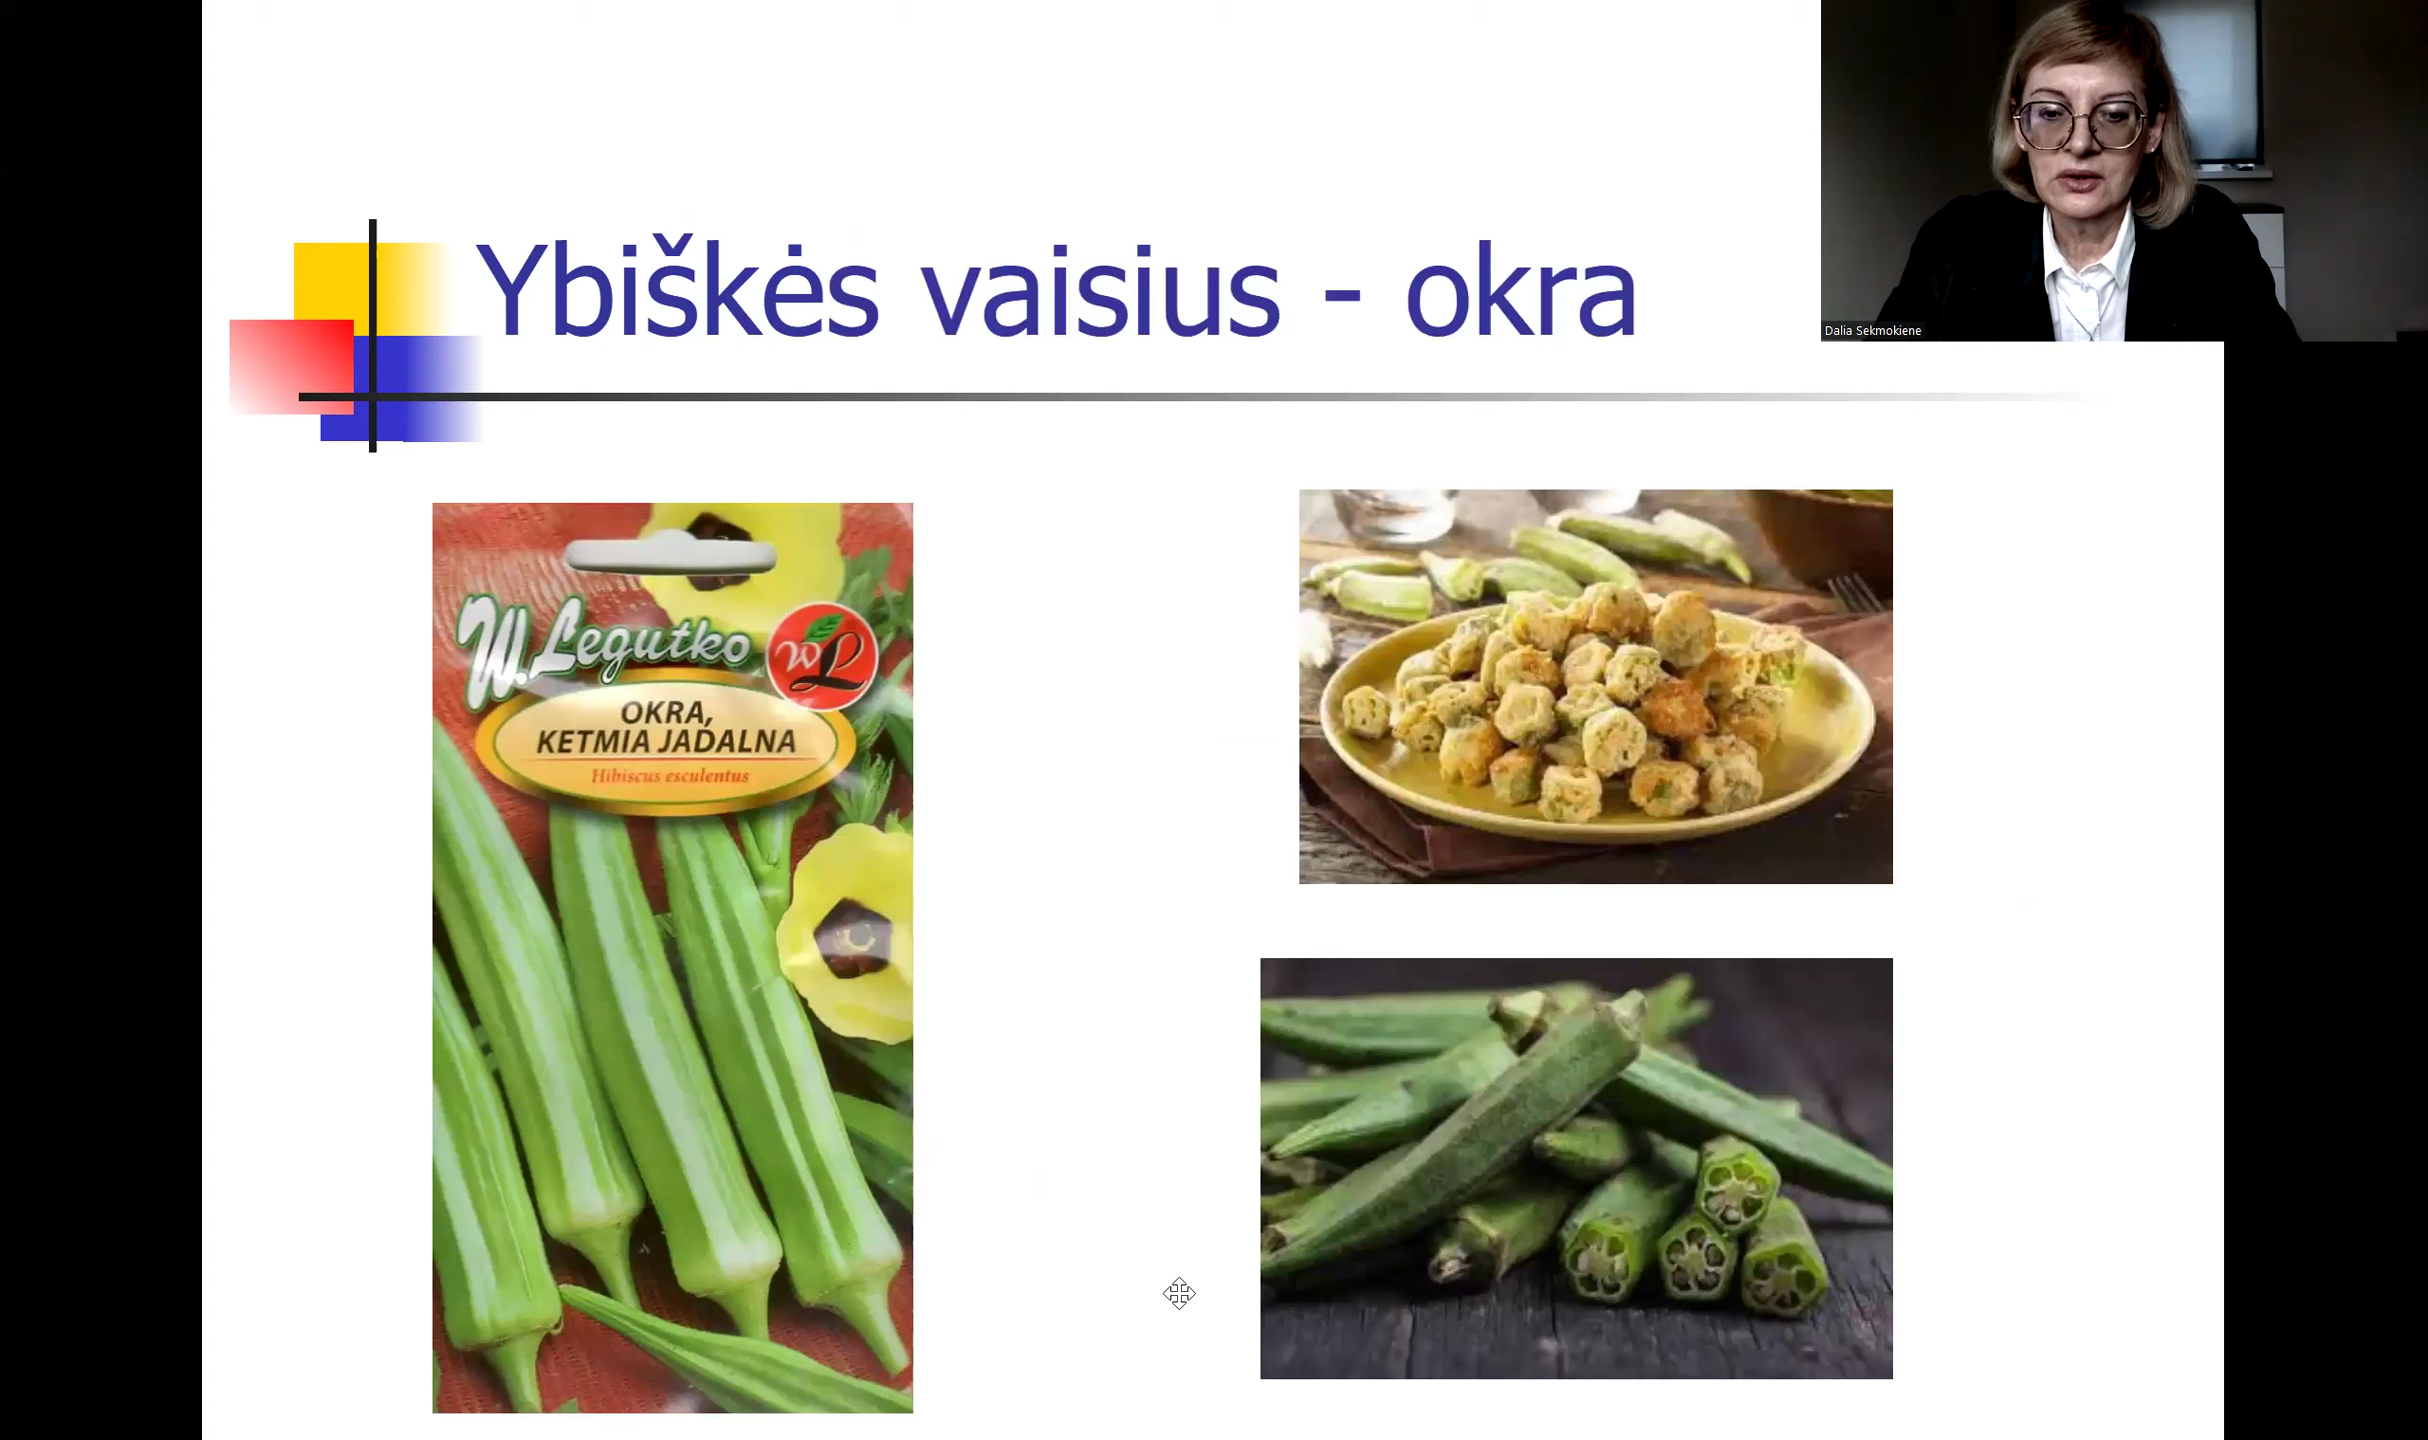 Ybiškės vaisius - okra
Dalia Sekmokiene
W. Legutko
WL
OKRA,
KETMIA JADALNA
Hibiscus esculentus